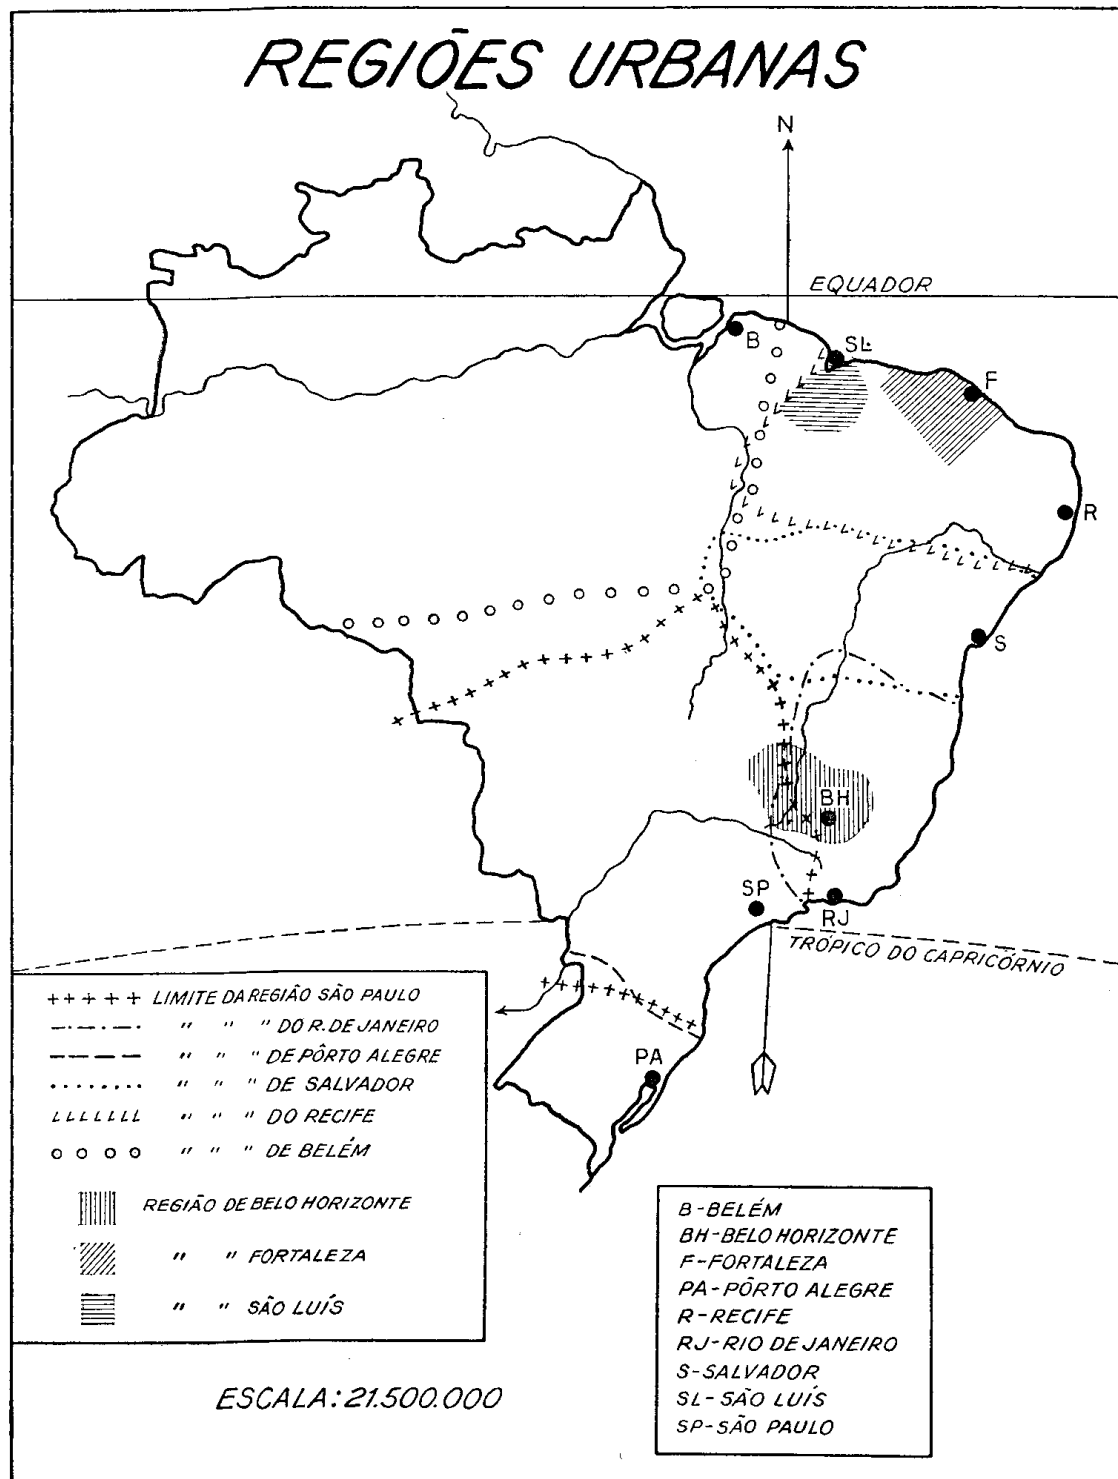 REGIÕES URBANAS
N
EQUADOR
B
SL
F
R
S
BH
SP
RJ
TRÓPICO DO CAPRICÓRNIO
PA
+++++ LIMITE DA REGIÃO SÃO PAULO
" " " DO R. DE JANEIRO
" " " DE PÔRTO ALEGRE
" " " DE SALVADOR
" " " DO RECIFE
" " " DE BELÉM
REGIÃO DE BELO HORIZONTE
" " FORTALEZA
" " SÃO LUÍS
ESCALA: 21.500.000
B-BELÉM
BH-BELO HORIZONTE
F-FORTALEZA
PA-PÔRTO ALEGRE
R-RECIFE
RJ-RIO DE JANEIRO
S-SALVADOR
SL-SÃO LUÍS
SP-SÃO PAULO